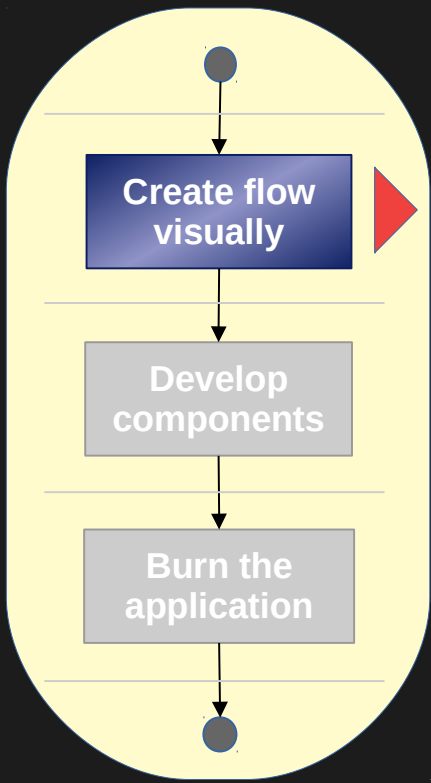 Create flow
visually
Develop
components
Burn the
application